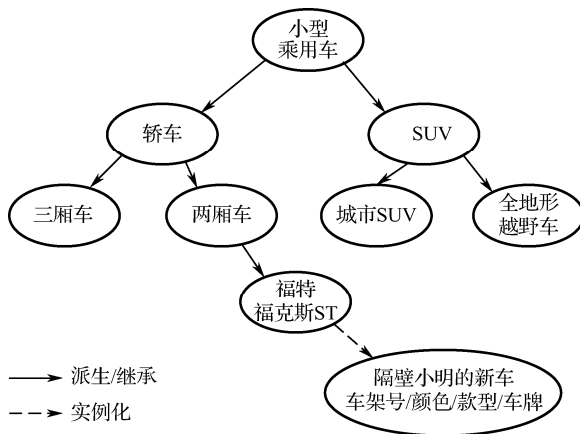 小型
乘用车
轿车
SUV
三厢车
两厢车
城市SUV
全地形
越野车
福特
福克斯ST
隔壁小明的新车
车架号/颜色/款型/车牌
派生/继承
实例化